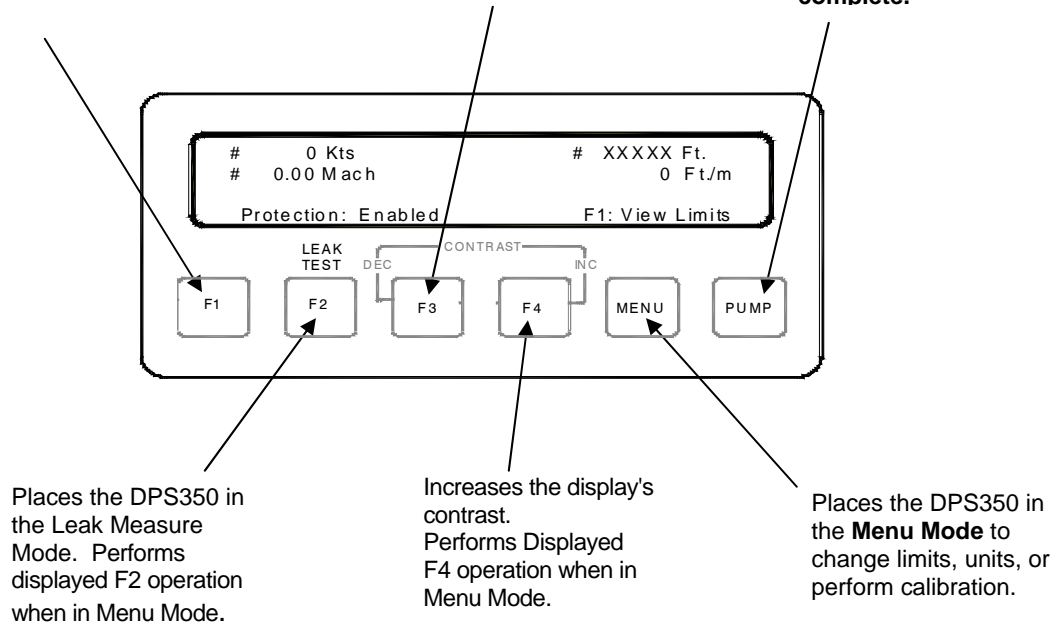 complete.
# 0 Kts # XXXXX Ft.
# 0.00 Mach 0 Ft./m
Protection: Enabled F1: View Limits
LEAK
TEST
DEC CONTRAST INC
F1 F2 F3 F4 MENU PUMP
Places the DPS350 in
the Leak Measure
Mode. Performs
displayed F2 operation
when in Menu Mode.
Increases the display's
contrast.
Performs Displayed
F4 operation when in
Menu Mode.
Places the DPS350 in
the Menu Mode to
change limits, units, or
perform calibration.